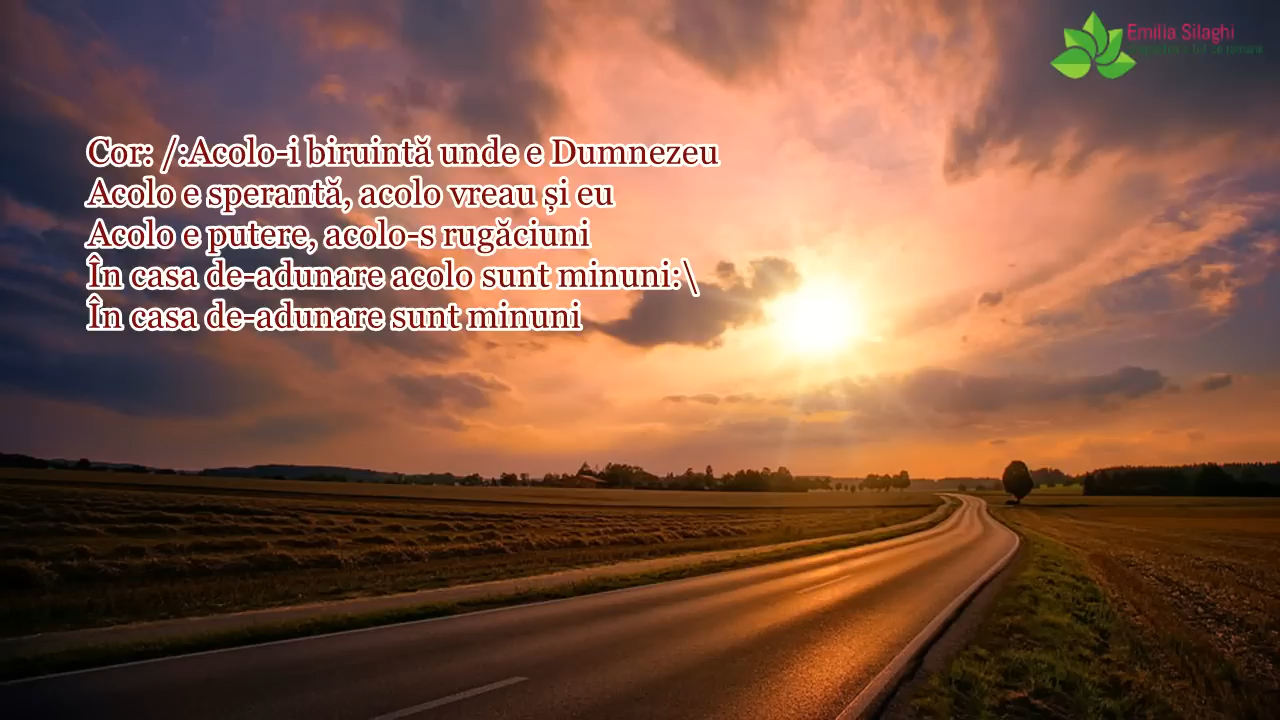 Emilia Silaghi
Cor: /:Acolo-i biruintă unde e Dumnezeu
Acolo e sperantă, acolo vreau și eu
Acolo e putere, acolo-s rugăciuni
În casa de-adunare acolo sunt minuni:\
În casa de-adunare sunt minuni